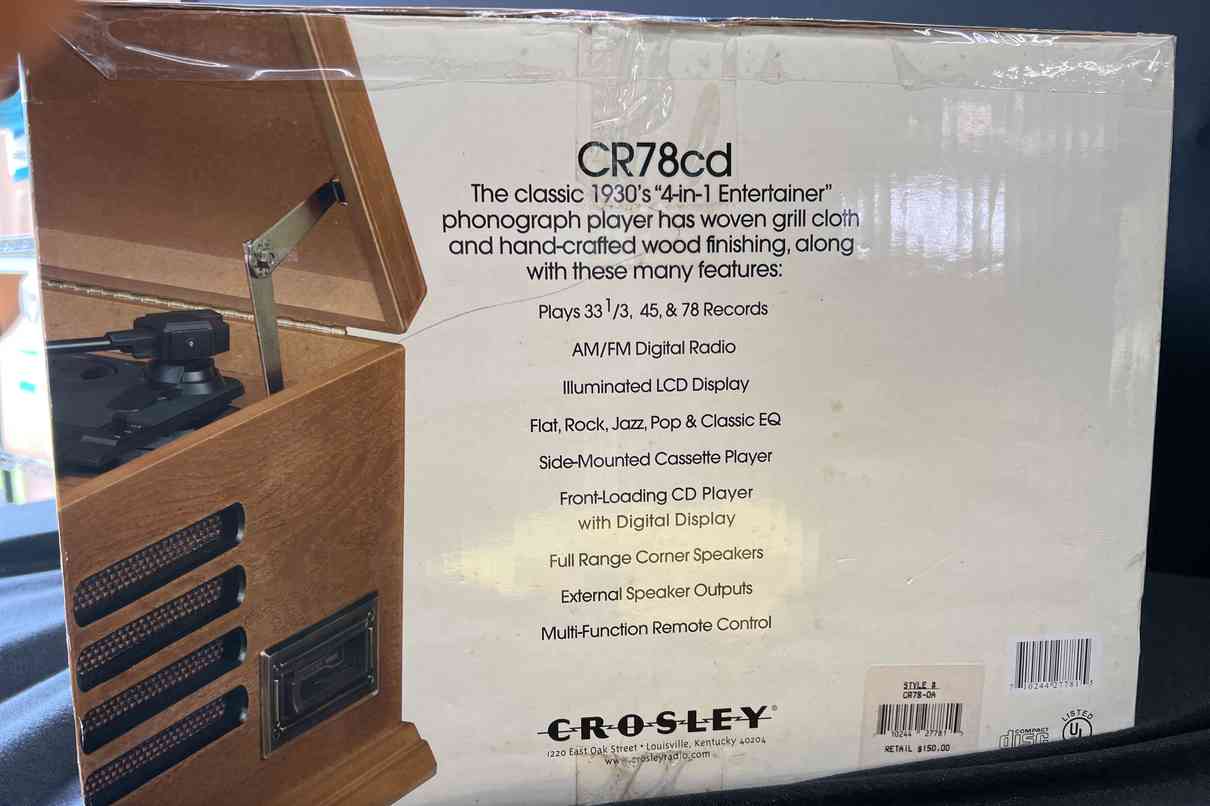 CR78cd
The classic 1930's "4-in-1 Entertainer"
phonograph player has woven grill cloth
and hand-crafted wood finishing, along
with these many features:
Plays 33 1/3, 45, & 78 Records
AM/FM Digital Radio
Illuminated LCD Display
Flat, Rock, Jazz, Pop & Classic EQ
Side-Mounted Cassette Player
Front-Loading CD Player
with Digital Display
Full Range Corner Speakers
External Speaker Outputs
Multi-Function Remote Control
CROSLEY®
1220 East Oak Street • Louisville, Kentucky 40204
www.crosleyradio.com
STYLE #
CR78-OA
10244 27781
RETAIL $150.00
10244 27781
COMPACT
disc
LISTED
UL